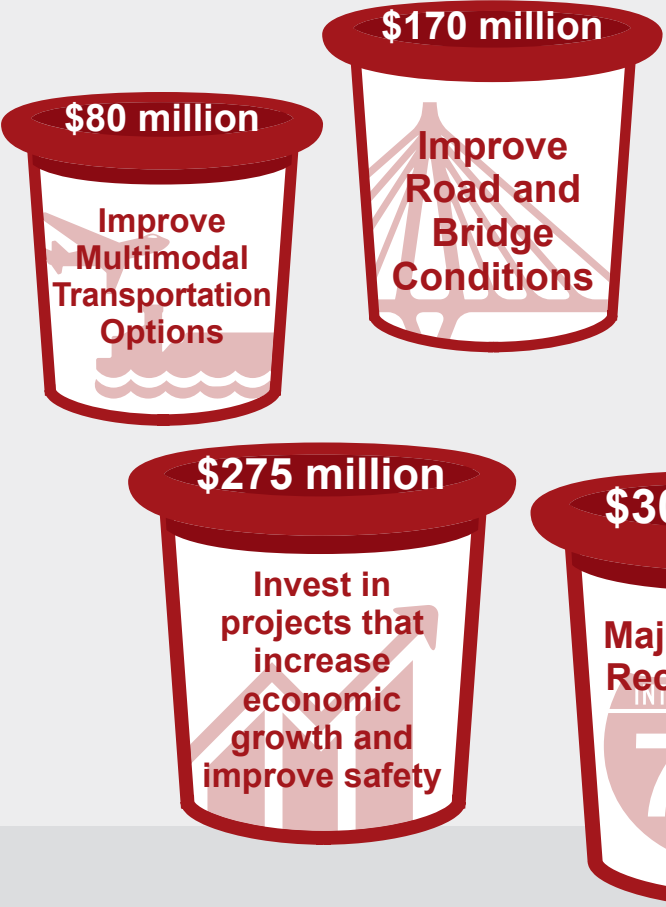 $170 million
Improve
Road and
Bridge
Conditions
$80 million
Improve
Multimodal
Transportation
Options
$275 million
Invest in
projects that
increase
economic
growth and
improve safety